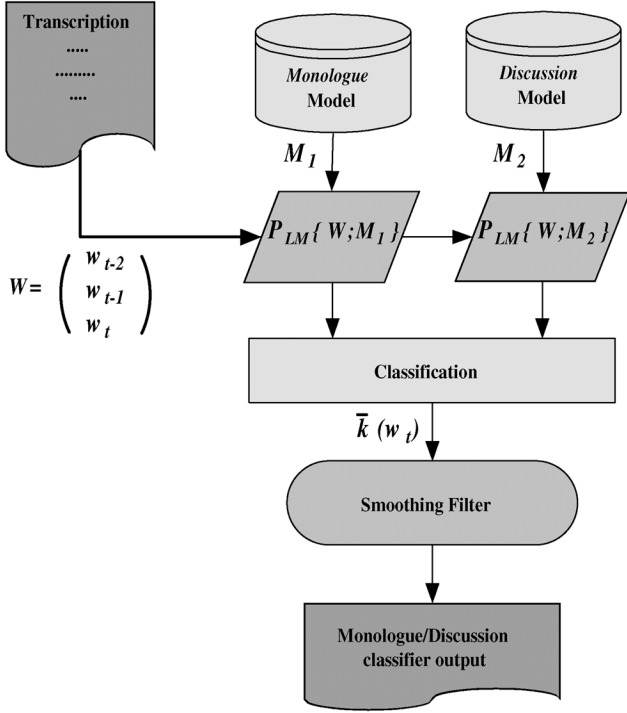 Transcription
.....
.........
....
Monologue
Model
Discussion
Model
M1
M2
PLM{ W;M1}
PLM{ W;M2}
W= ( wt-2
wt-1
wt )
Classification
k̅ (wt)
Smoothing Filter
Monologue/Discussion
classifier output